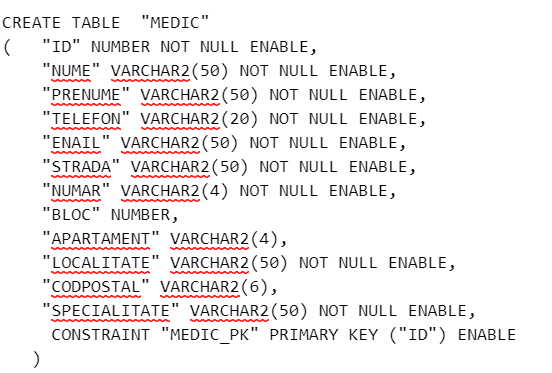 CREATE TABLE "MEDIC"
( "ID" NUMBER NOT NULL ENABLE,
"NUME" VARCHAR2(50) NOT NULL ENABLE,
"PRENUME" VARCHAR2(50) NOT NULL ENABLE,
"TELEFON" VARCHAR2(20) NOT NULL ENABLE,
"ENAIL" VARCHAR2(50) NOT NULL ENABLE,
"STRADA" VARCHAR2(50) NOT NULL ENABLE,
"NUMAR" VARCHAR2(4) NOT NULL ENABLE,
"BLOC" NUMBER,
"APARTAMENT" VARCHAR2(4),
"LOCALITATE" VARCHAR2(50) NOT NULL ENABLE,
"CODPOSTAL" VARCHAR2(6),
"SPECIALITATE" VARCHAR2(50) NOT NULL ENABLE,
CONSTRAINT "MEDIC_PK" PRIMARY KEY ("ID") ENABLE
)